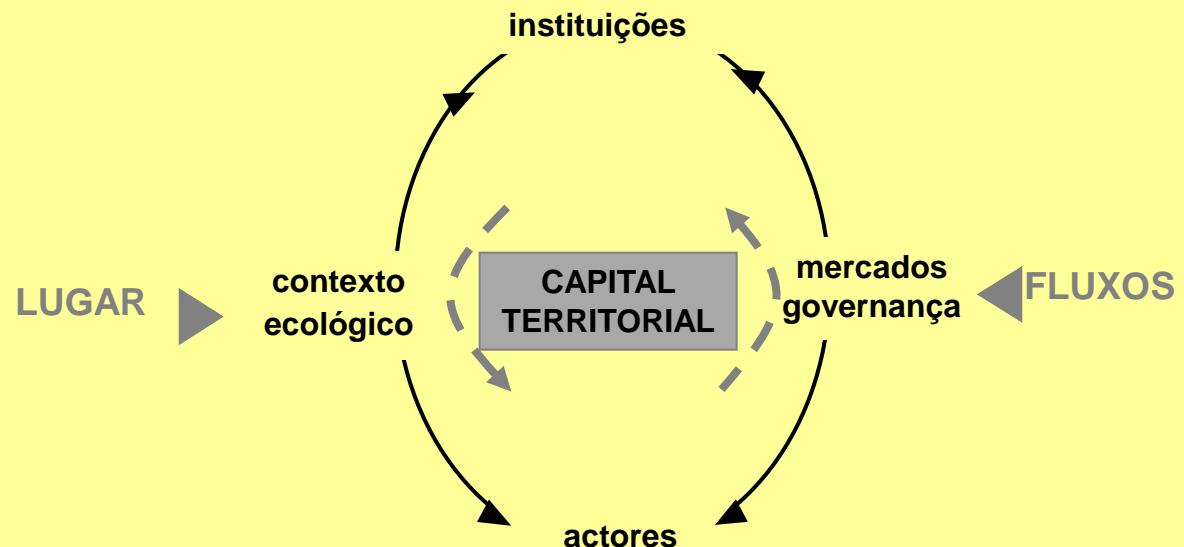 instituições
LUGAR
contexto
ecológico
CAPITAL
TERRITORIAL
mercados
governança
FLUXOS
actores